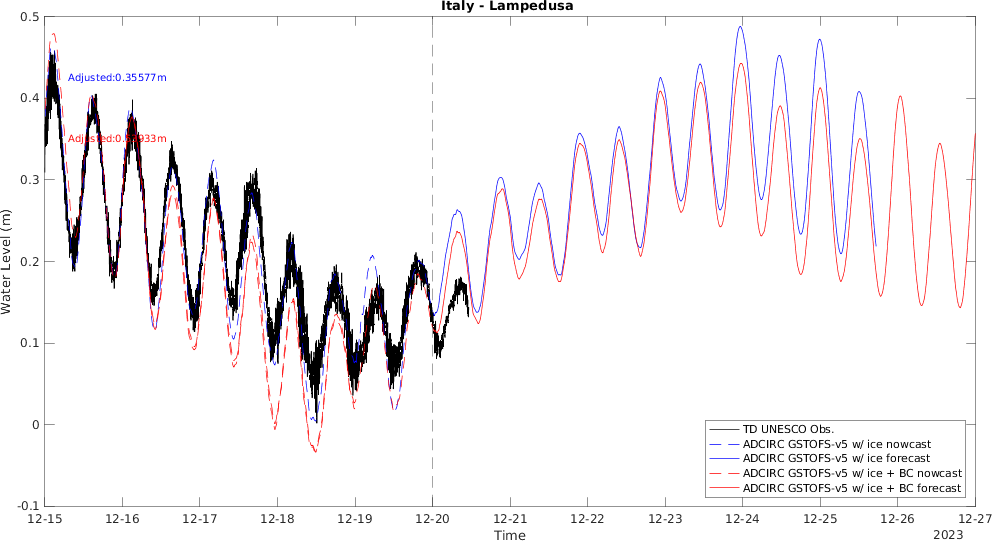 Italy - Lampedusa
Water Level (m)
0.5
0.4
0.3
0.2
0.1
0
-0.1
Adjusted:0.35577m
12-15 12-16 12-17 12-18 12-19 12-20 12-21 12-22 12-23 12-24 12-25 12-26 12-27
Time
2023
TD UNESCO Obs.
ADCIRC GSTOFS-v5 w/ ice nowcast
ADCIRC GSTOFS-v5 w/ ice forecast
ADCIRC GSTOFS-v5 w/ ice + BC nowcast
ADCIRC GSTOFS-v5 w/ ice + BC forecast